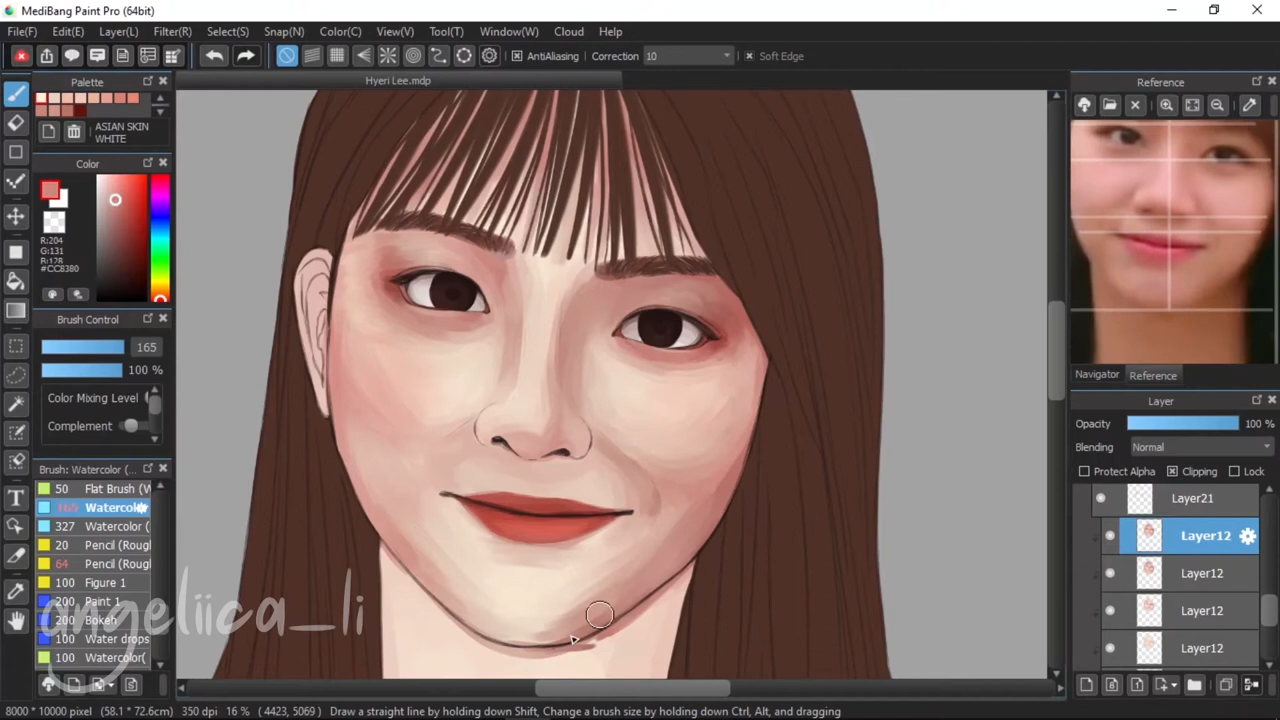 MediBang Paint Pro (64bit)
File(F) Edit(E) Layer(L) Filter(R) Select(S) Snap(N) Color(C) View(V) Tool(T) Window(W) Cloud Help
AntiAliasing Correction 10 Soft Edge
Palette
Hyeri Lee.mdp
Reference
ASIAN SKIN
WHITE
Color
R:204
G:131
B:128
#CC8380
Brush Control
165
100 %
Color Mixing Level
Complement
Navigator Reference
Layer
Opacity 100 %
Blending Normal
Protect Alpha Clipping Lock
Brush: Watercolor (...
50 Flat Brush (W
165 Watercolo
327 Watercolor (
20 Pencil (Roug
64 Pencil (Roug
100 Figure 1
200 Paint 1
200 Bokeh
100 Water drops
100 Watercolor(
Layer21
Layer12
Layer12
Layer12
Layer12
angeliica_li
8000 * 10000 pixel (58.1 * 72.6cm) 350 dpi 16 % ( 4423, 5069 ) Draw a straight line by holding down Shift, Change a brush size by holding down Ctrl, Alt, and dragging